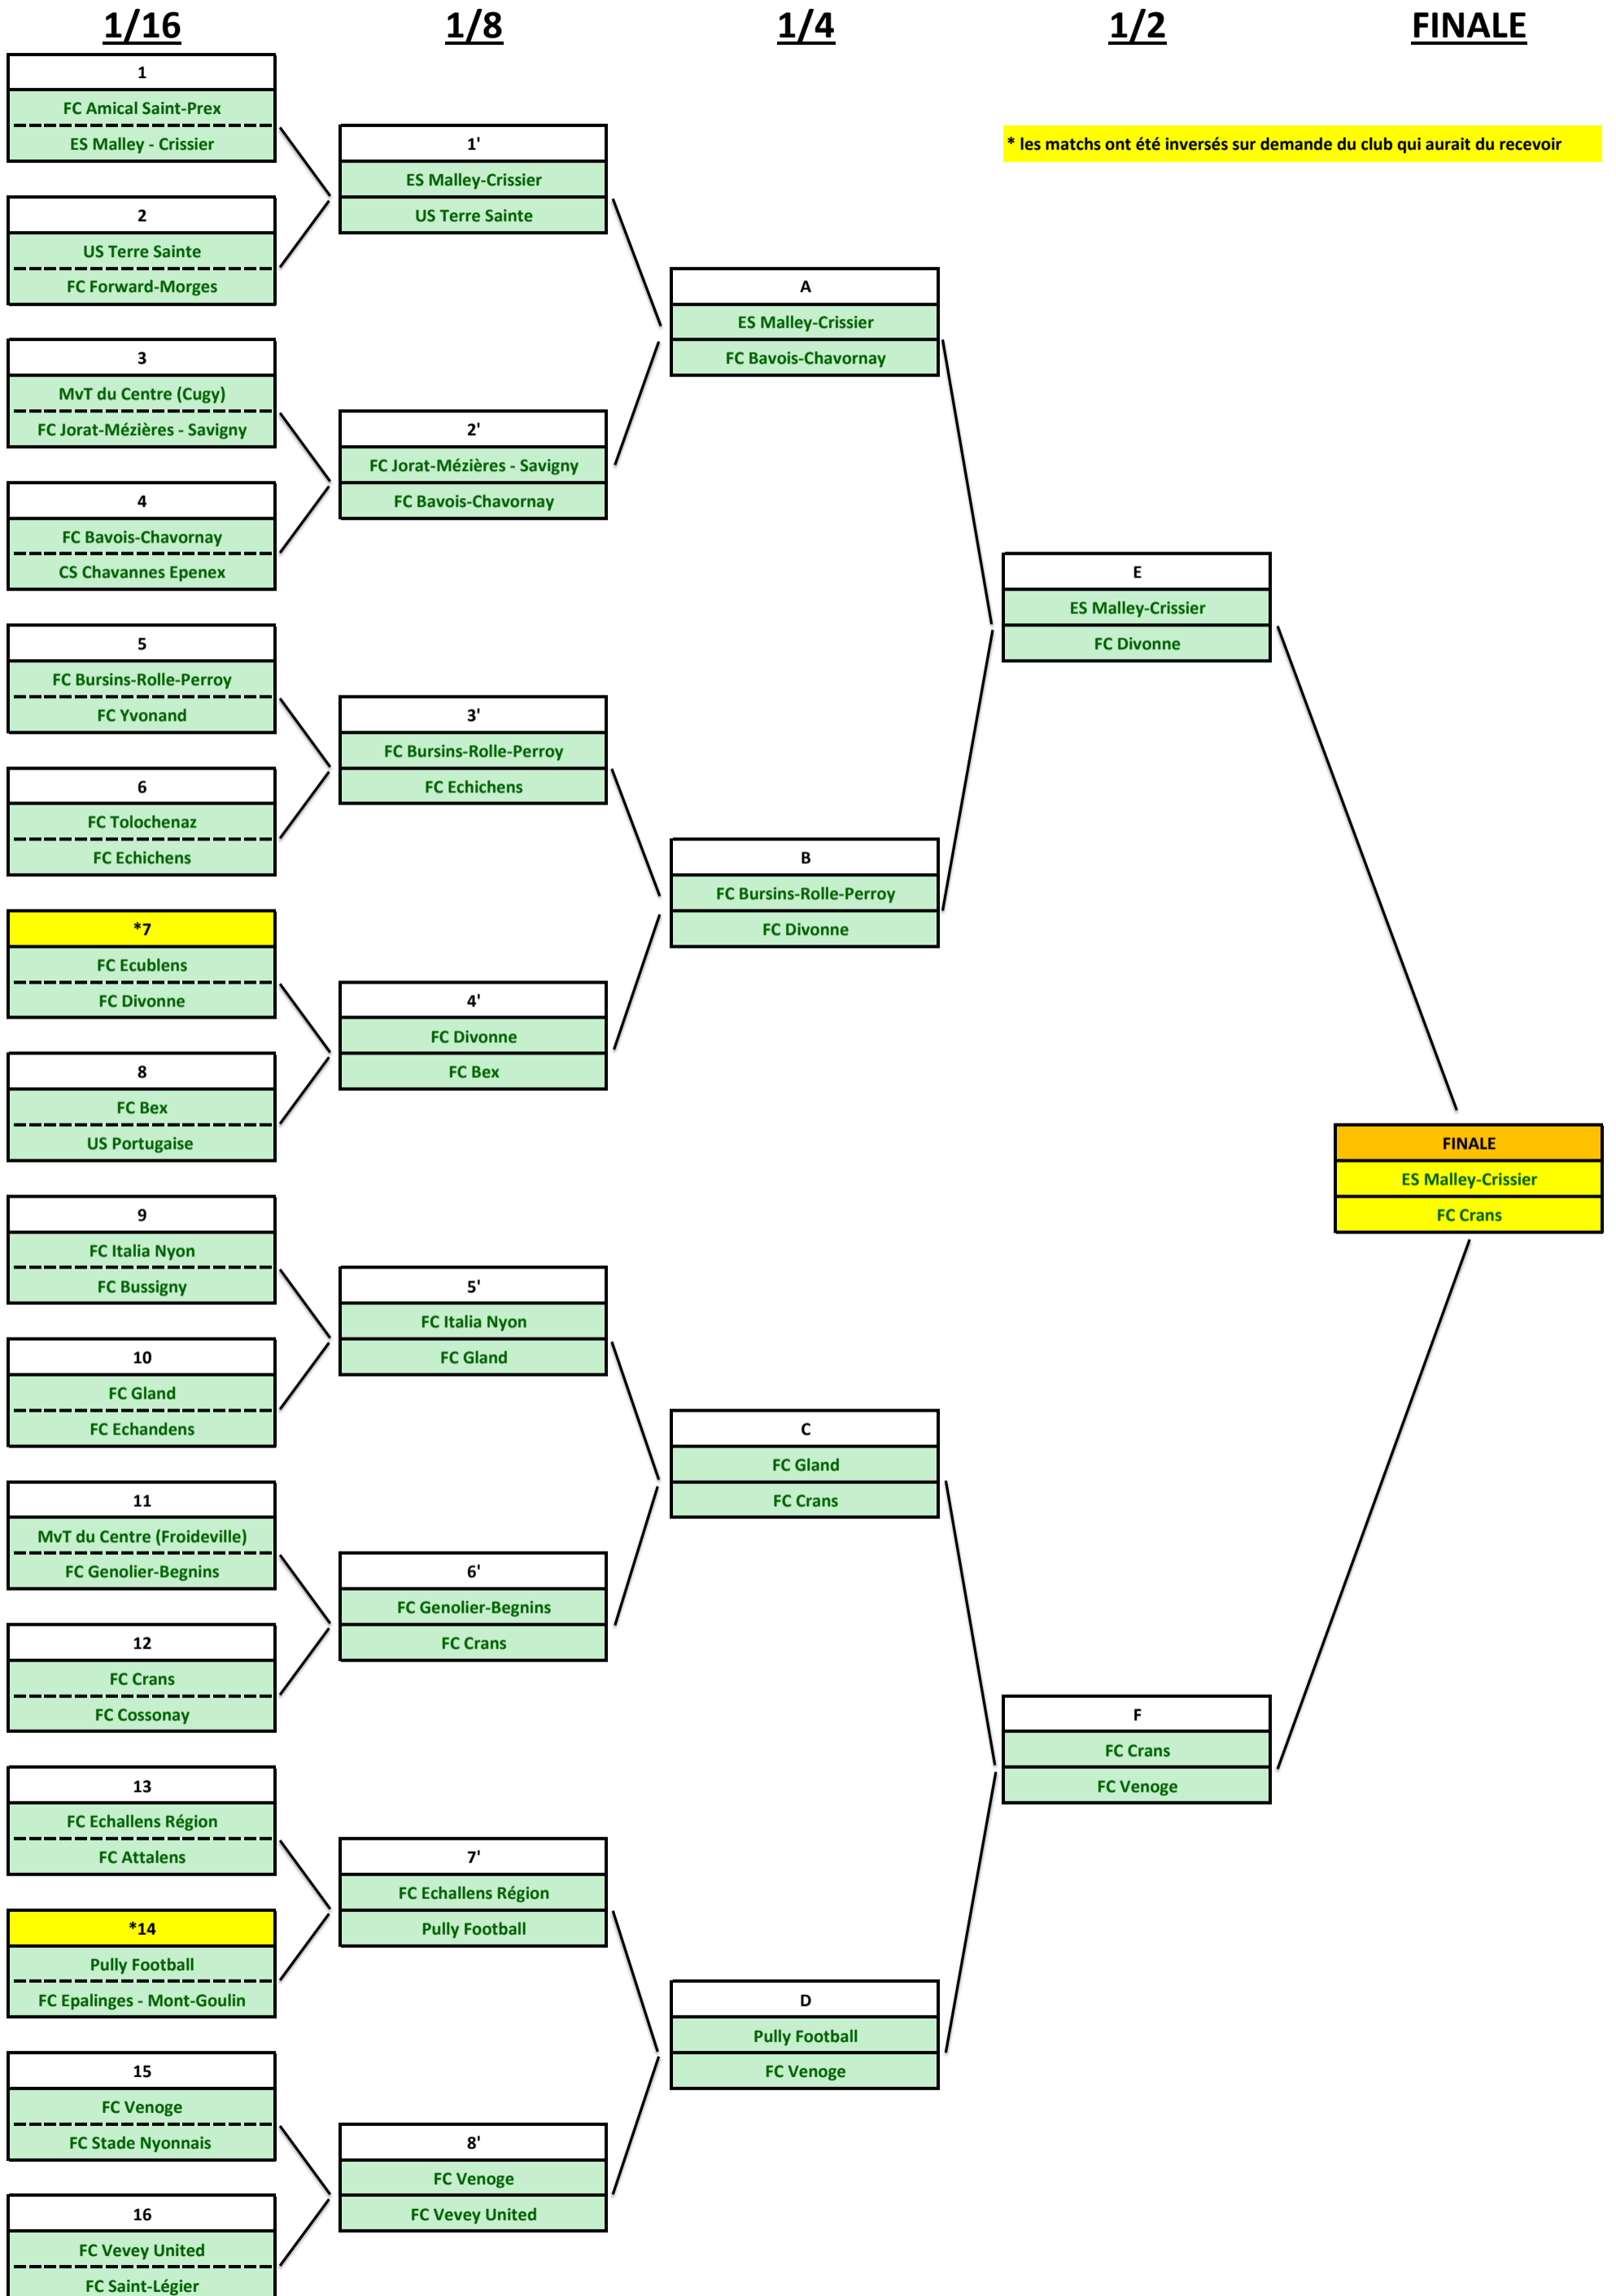 1/16
1/8
1/4
1/2
FINALE
* les matchs ont été inversés sur demande du club qui aurait du recevoir
1
FC Amical Saint-Prex
ES Malley - Crissier
2
US Terre Sainte
FC Forward-Morges
3
MvT du Centre (Cugy)
FC Jorat-Mézières - Savigny
4
FC Bavois-Chavornay
CS Chavannes Epenex
5
FC Bursins-Rolle-Perroy
FC Yvonand
6
FC Tolochenaz
FC Echichens
*7
FC Ecublens
FC Divonne
8
FC Bex
US Portugaise
9
FC Italia Nyon
FC Bussigny
10
FC Gland
FC Echandens
11
MvT du Centre (Froideville)
FC Genolier-Begnins
12
FC Crans
FC Cossonay
13
FC Echallens Région
FC Attalens
*14
Pully Football
FC Epalinges - Mont-Goulin
15
FC Venoge
FC Stade Nyonnais
16
FC Vevey United
FC Saint-Légier
1'
ES Malley-Crissier
US Terre Sainte
2'
FC Jorat-Mézières - Savigny
FC Bavois-Chavornay
3'
FC Bursins-Rolle-Perroy
FC Echichens
4'
FC Divonne
FC Bex
5'
FC Italia Nyon
FC Gland
6'
FC Genolier-Begnins
FC Crans
7'
FC Echallens Région
Pully Football
8'
FC Venoge
FC Vevey United
A
ES Malley-Crissier
FC Bavois-Chavornay
B
FC Bursins-Rolle-Perroy
FC Divonne
C
FC Gland
FC Crans
D
Pully Football
FC Venoge
E
ES Malley-Crissier
FC Divonne
F
FC Crans
FC Venoge
FINALE
ES Malley-Crissier
FC Crans